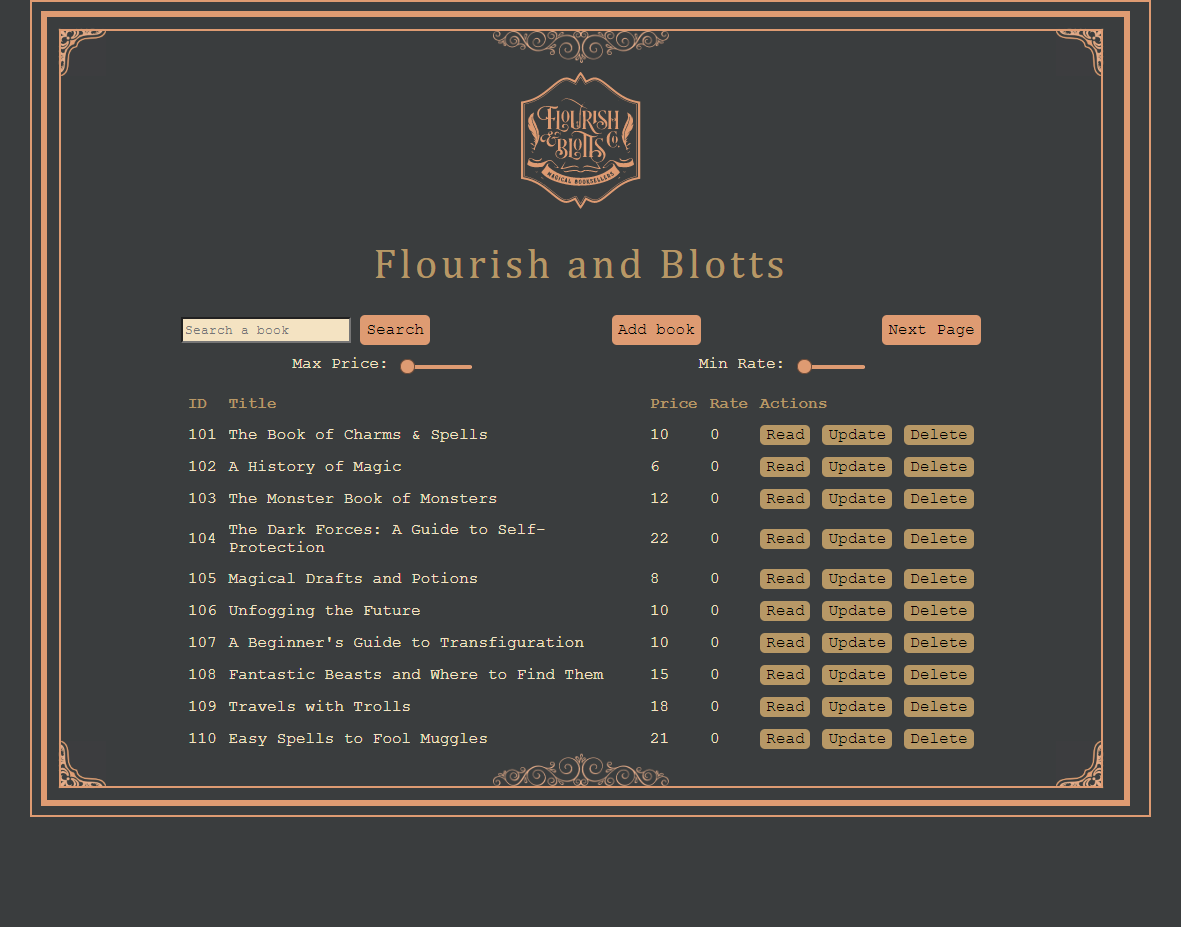 FLOURISH
& BLOTTS Co.
MAGICAL BOOKSELLERS
Flourish and Blotts
Search a book Search Add book Next Page
Max Price: Min Rate:
ID Title Price Rate Actions
101 The Book of Charms & Spells 10 0 Read Update Delete
102 A History of Magic 6 0 Read Update Delete
103 The Monster Book of Monsters 12 0 Read Update Delete
104 The Dark Forces: A Guide to Self-
Protection 22 0 Read Update Delete
105 Magical Drafts and Potions 8 0 Read Update Delete
106 Unfogging the Future 10 0 Read Update Delete
107 A Beginner's Guide to Transfiguration 10 0 Read Update Delete
108 Fantastic Beasts and Where to Find Them 15 0 Read Update Delete
109 Travels with Trolls 18 0 Read Update Delete
110 Easy Spells to Fool Muggles 21 0 Read Update Delete